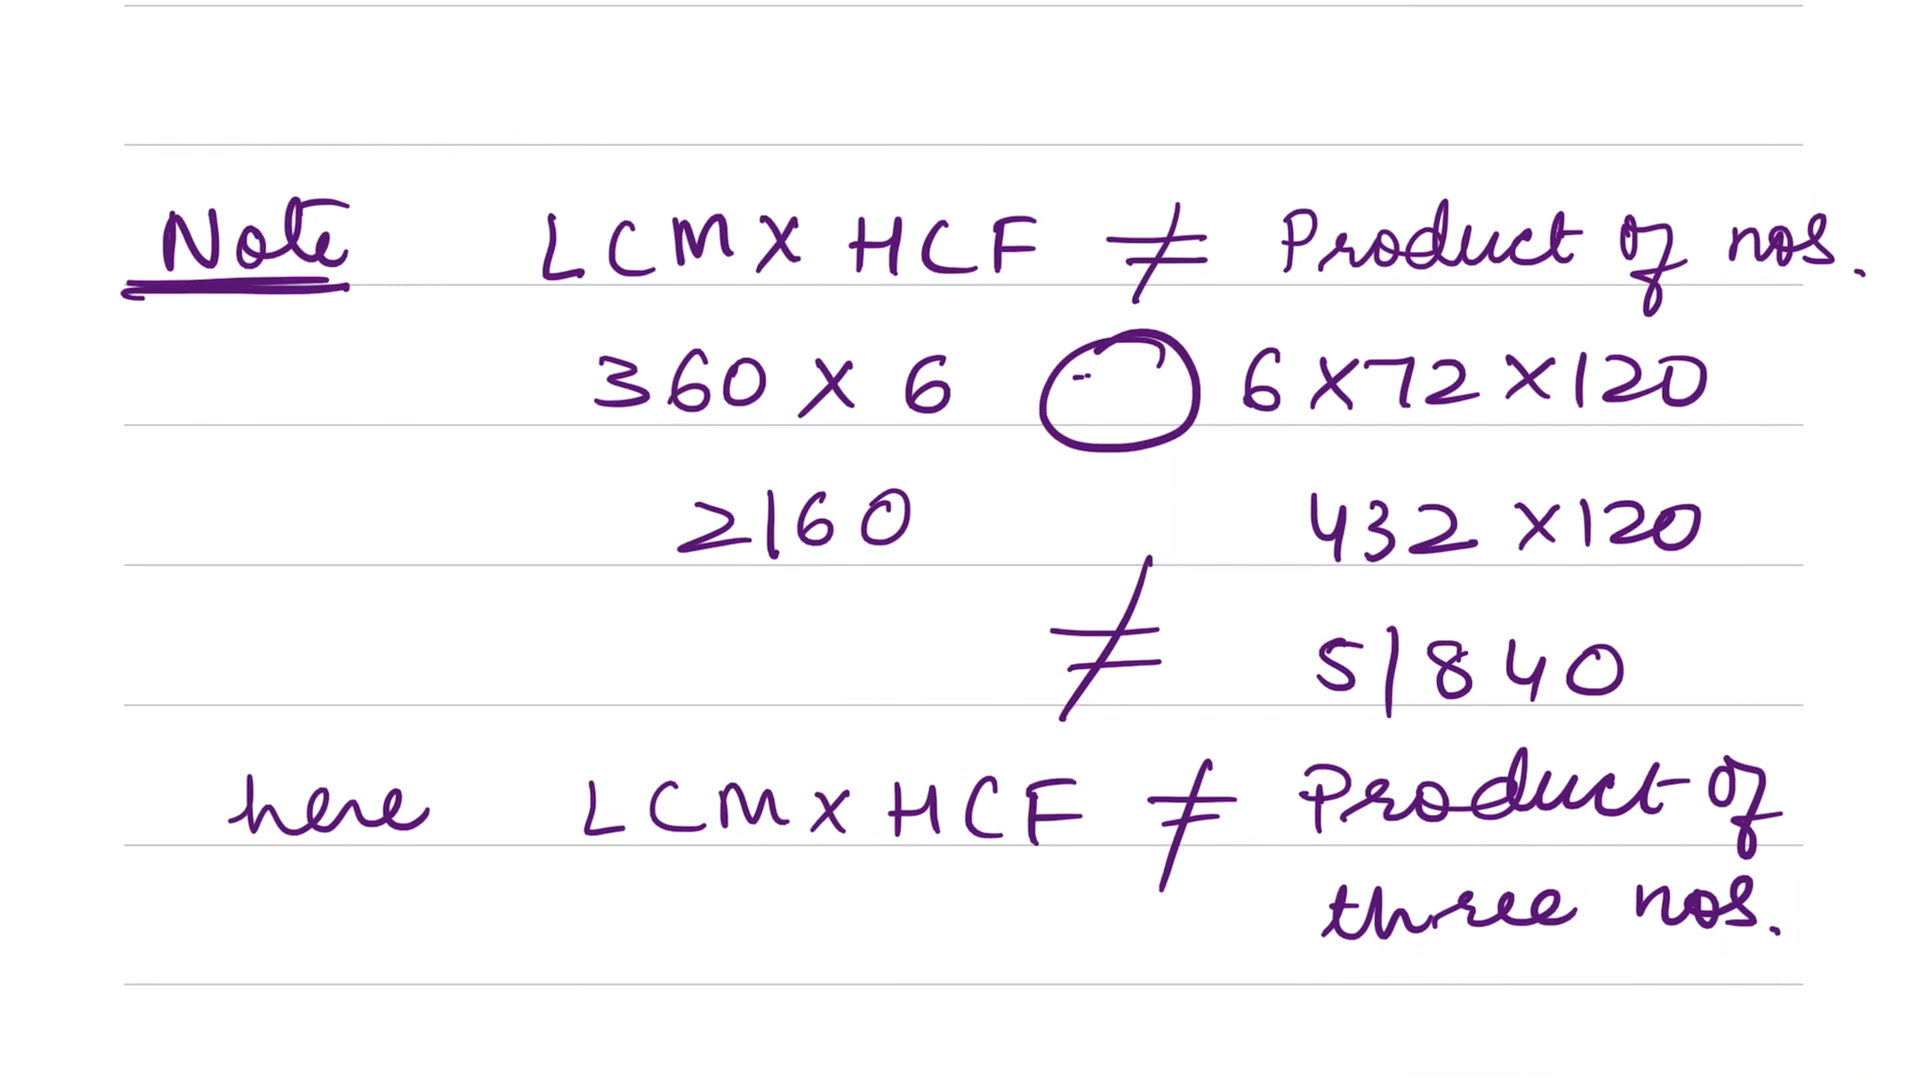 Note LCM X HCF ≠ Product of nos.
360 X 6 6 X 72 X 120
2160 432 X 120
≠ 51840
here LCM X HCF ≠ Product of
three nos.